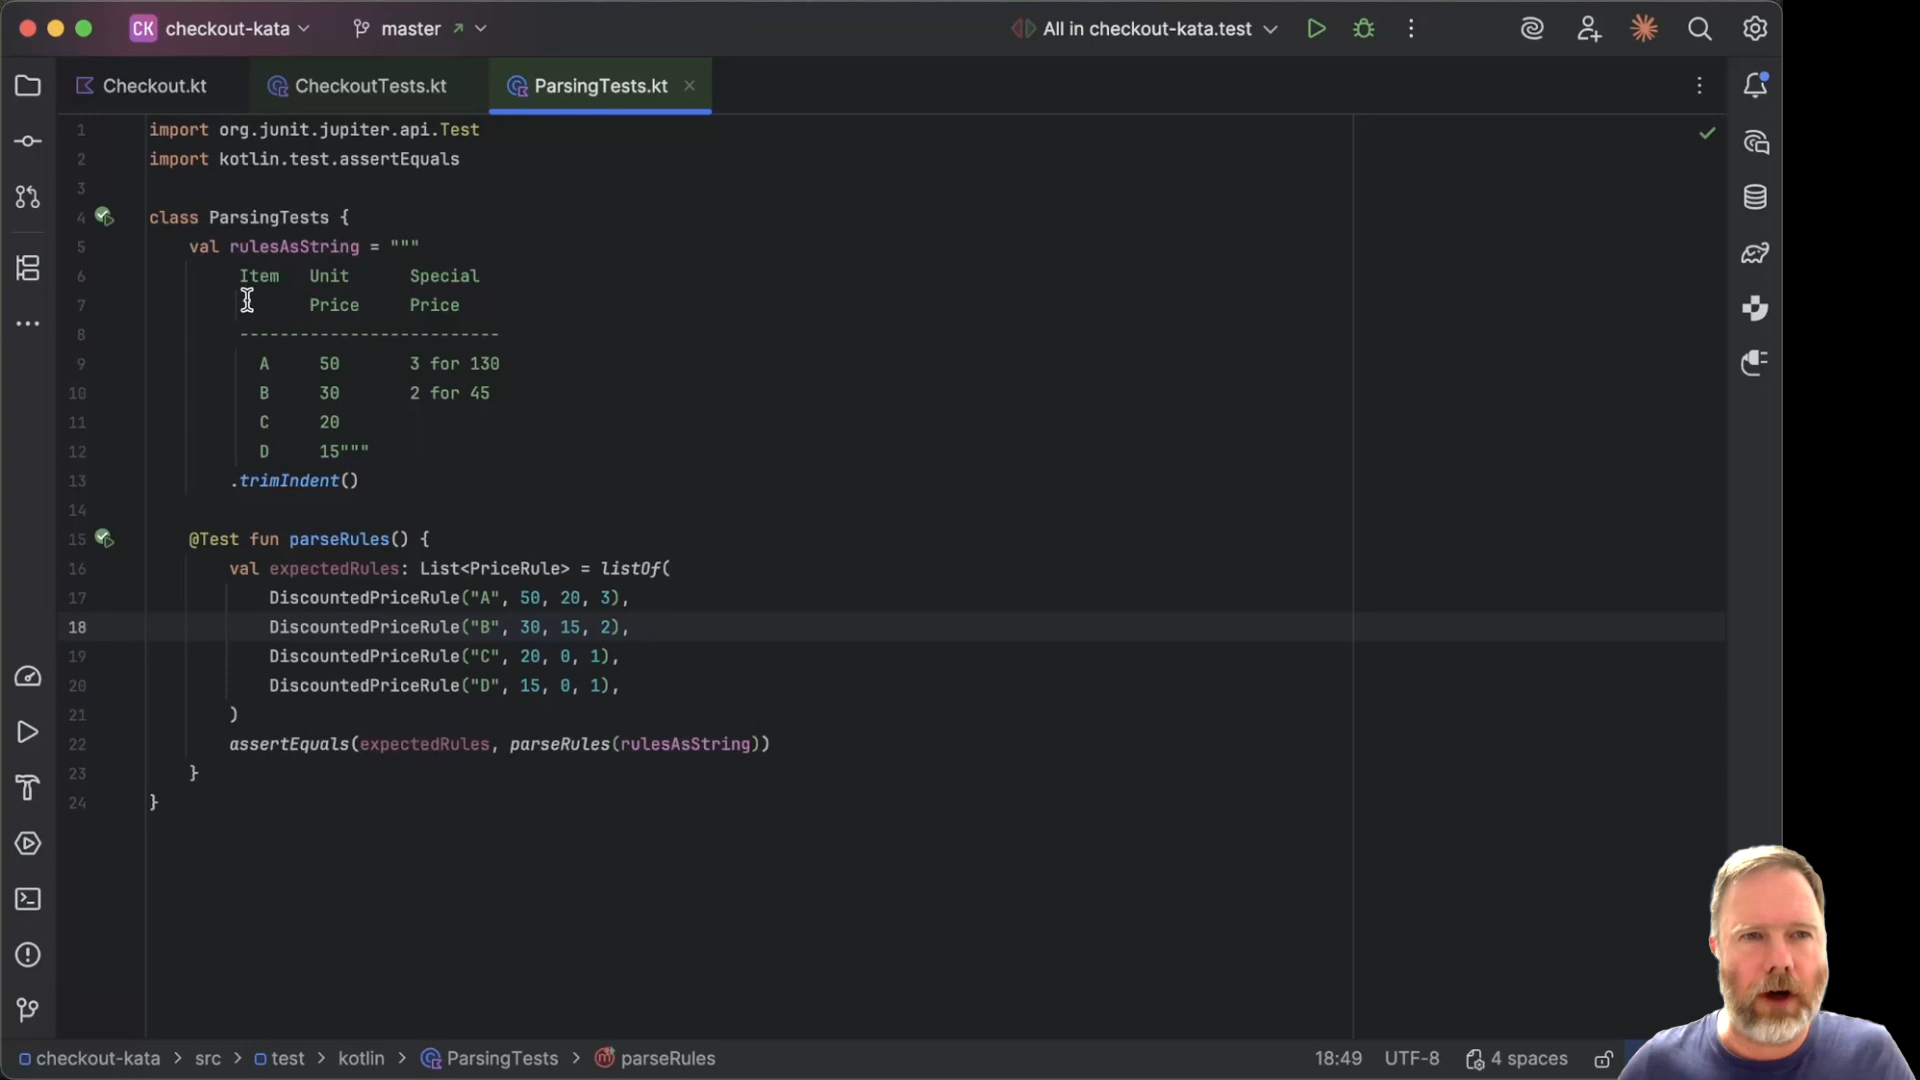 CK checkout-kata master All in checkout-kata.test
Checkout.kt CheckoutTests.kt ParsingTests.kt
1 import org.junit.jupiter.api.Test
2 import kotlin.test.assertEquals
3
4 class ParsingTests {
5 val rulesAsString = """
6 Item Unit Special
7 Price Price
8 --------------------------
9 A 50 3 for 130
10 B 30 2 for 45
11 C 20
12 D 15"""
13 .trimIndent()
14
15 @Test fun parseRules() {
16 val expectedRules: List<PriceRule> = listOf(
17 DiscountedPriceRule("A", 50, 20, 3),
18 DiscountedPriceRule("B", 30, 15, 2),
19 DiscountedPriceRule("C", 20, 0, 1),
20 DiscountedPriceRule("D", 15, 0, 1),
21 )
22 assertEquals(expectedRules, parseRules(rulesAsString))
23 }
24 }
checkout-kata > src > test > kotlin > ParsingTests > parseRules 18:49 UTF-8 4 spaces